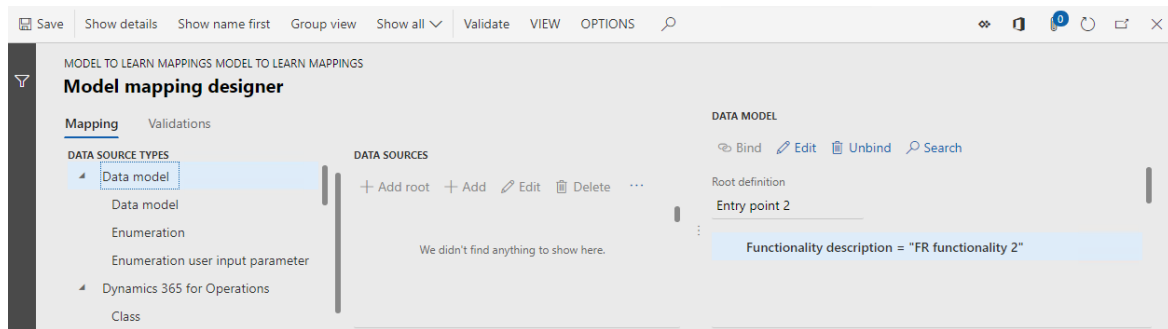 Save Show details Show name first Group view Show all Validate VIEW OPTIONS 0
MODEL TO LEARN MAPPINGS MODEL TO LEARN MAPPINGS
Model mapping designer
Mapping Validations
DATA SOURCE TYPES
Data model
Data model
Enumeration
Enumeration user input parameter
Dynamics 365 for Operations
Class
DATA SOURCES
+ Add root + Add Edit Delete ...
We didn't find anything to show here.
DATA MODEL
Bind Edit Unbind Search
Root definition
Entry point 2
Functionality description = "FR functionality 2"